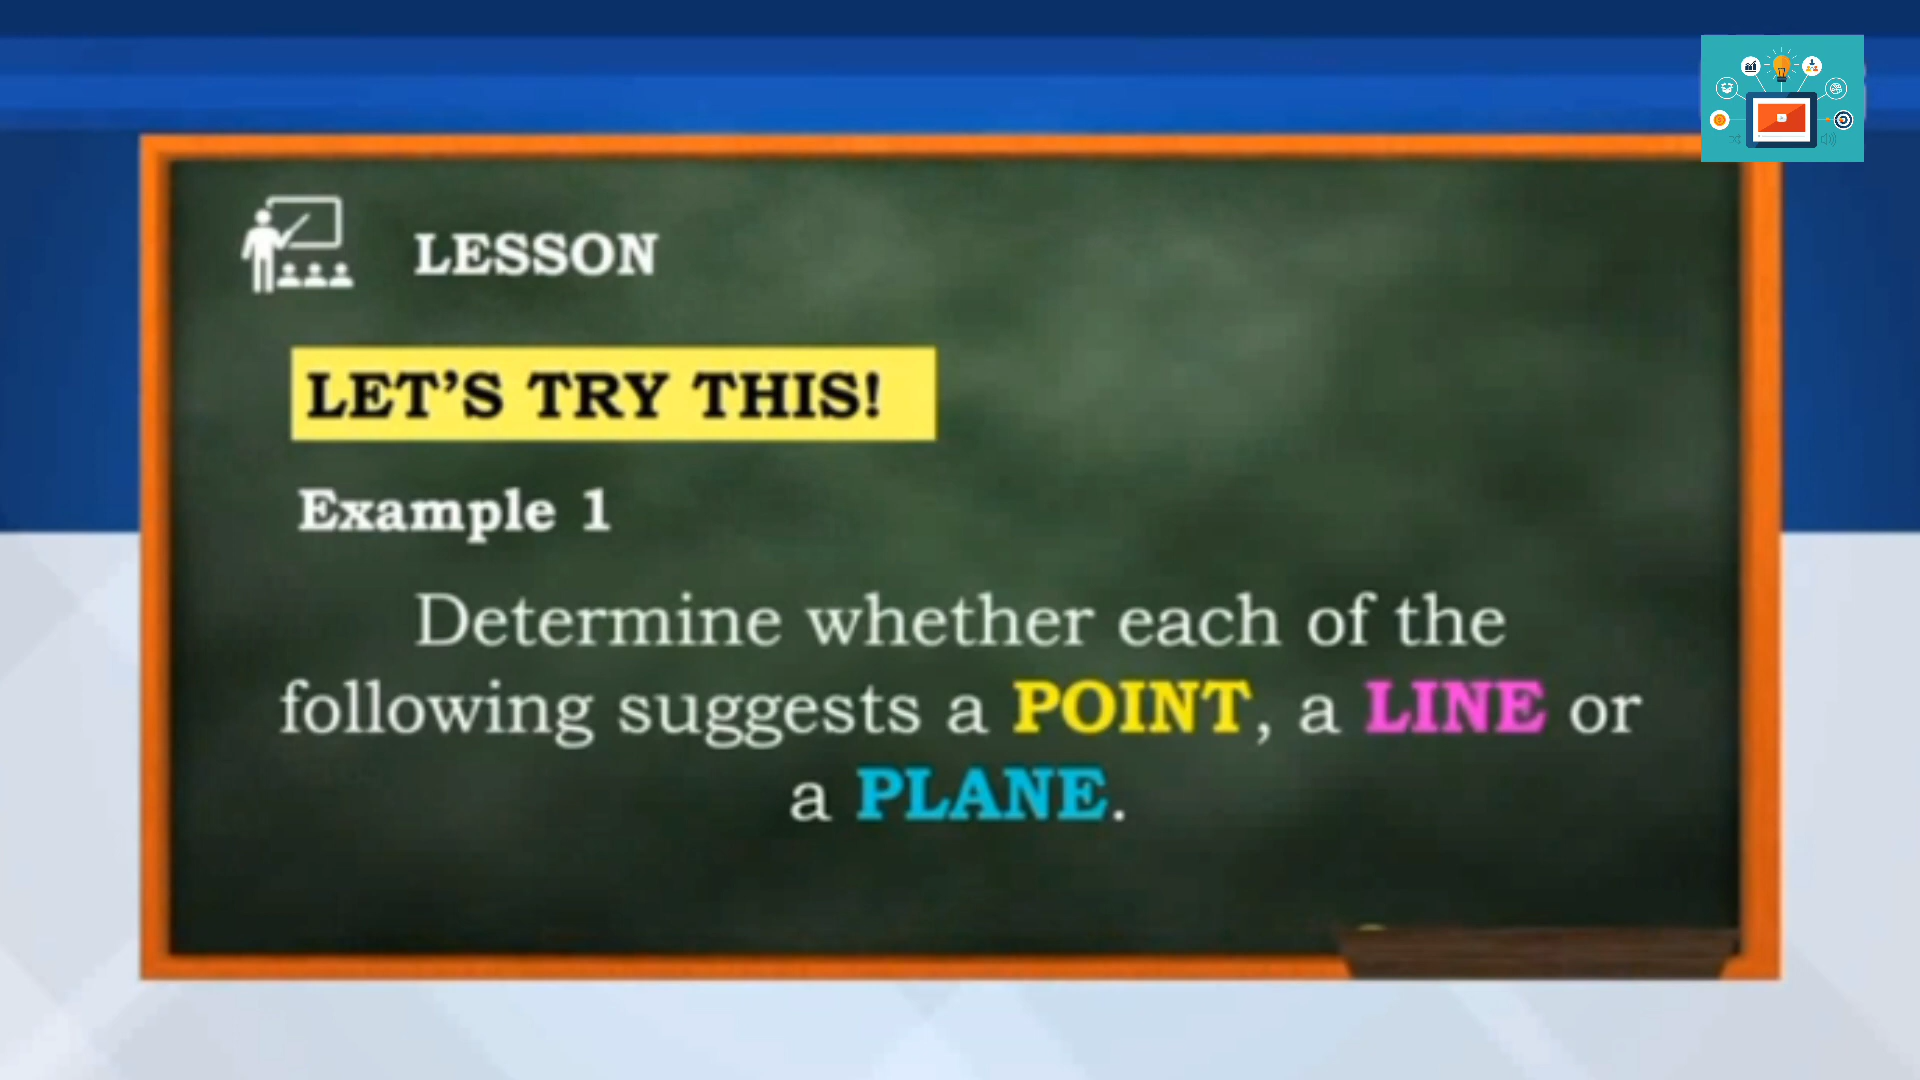 LESSON
LET'S TRY THIS!
Example 1
Determine whether each of the
following suggests a POINT, a LINE or
a PLANE.